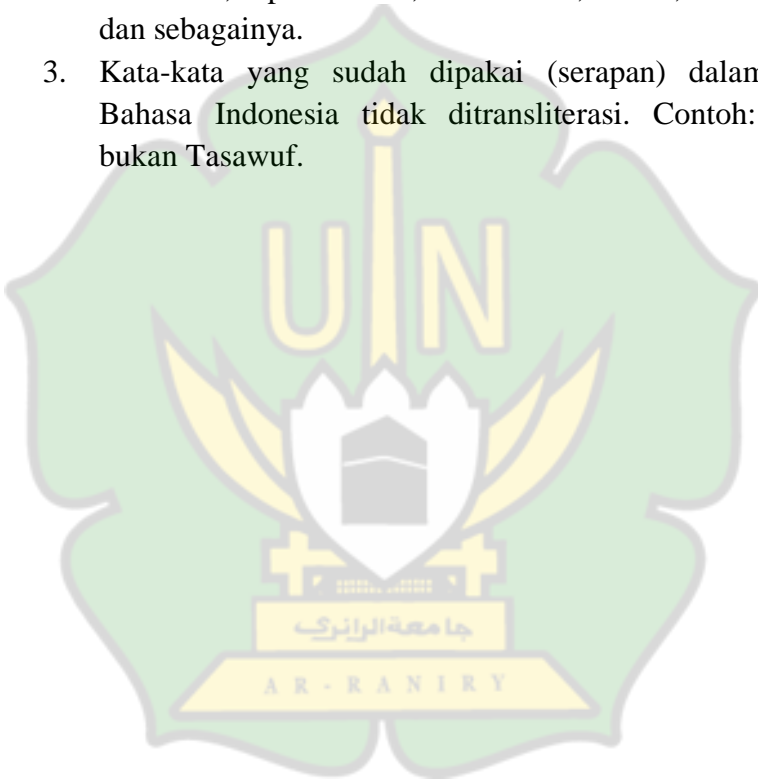 dan sebagainya.
3. Kata-kata yang sudah dipakai (serapan) dalam
Bahasa Indonesia tidak ditransliterasi. Contoh:
bukan Tasawuf.
UIN
جامعة الرانري
AR-RANIRY